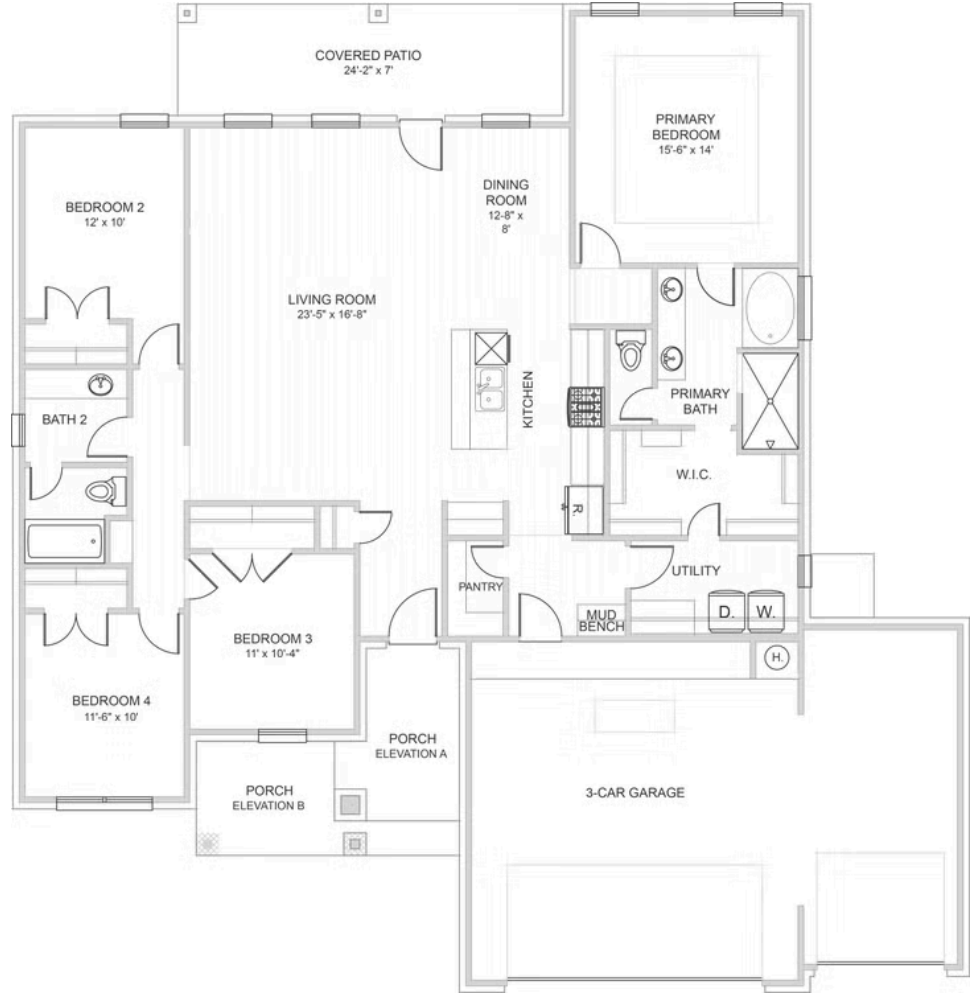 COVERED PATIO
24'-2" x 7'
PRIMARY
BEDROOM
15'-6" x 14'
BEDROOM 2
12' x 10'
DINING
ROOM
12-8" x
8'
LIVING ROOM
23'-5" x 16'-8"
KITCHEN
PRIMARY
BATH
BATH 2
W.I.C.
R.
PANTRY
UTILITY
MUD
BENCH
D.
W.
BEDROOM 3
11' x 10'-4"
H.
BEDROOM 4
11'-6" x 10'
PORCH
ELEVATION A
PORCH
ELEVATION B
3-CAR GARAGE